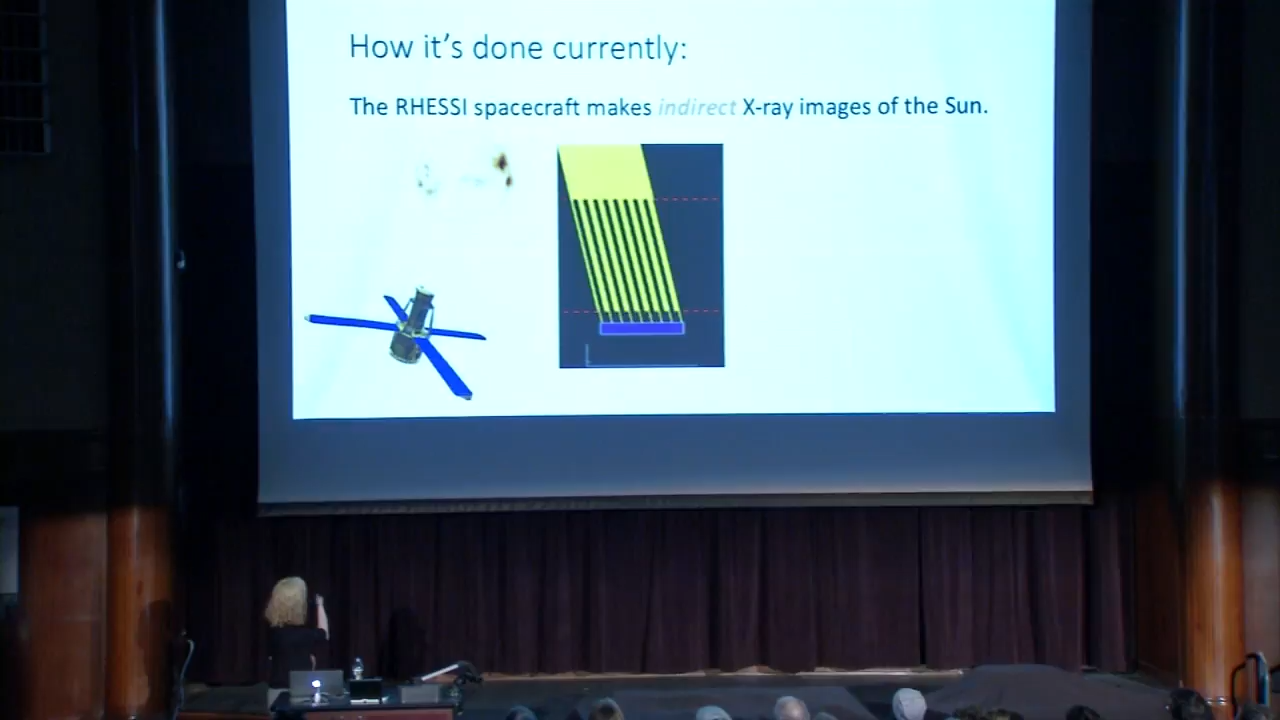 How it's done currently:
The RHESSI spacecraft makes indirect X-ray images of the Sun.